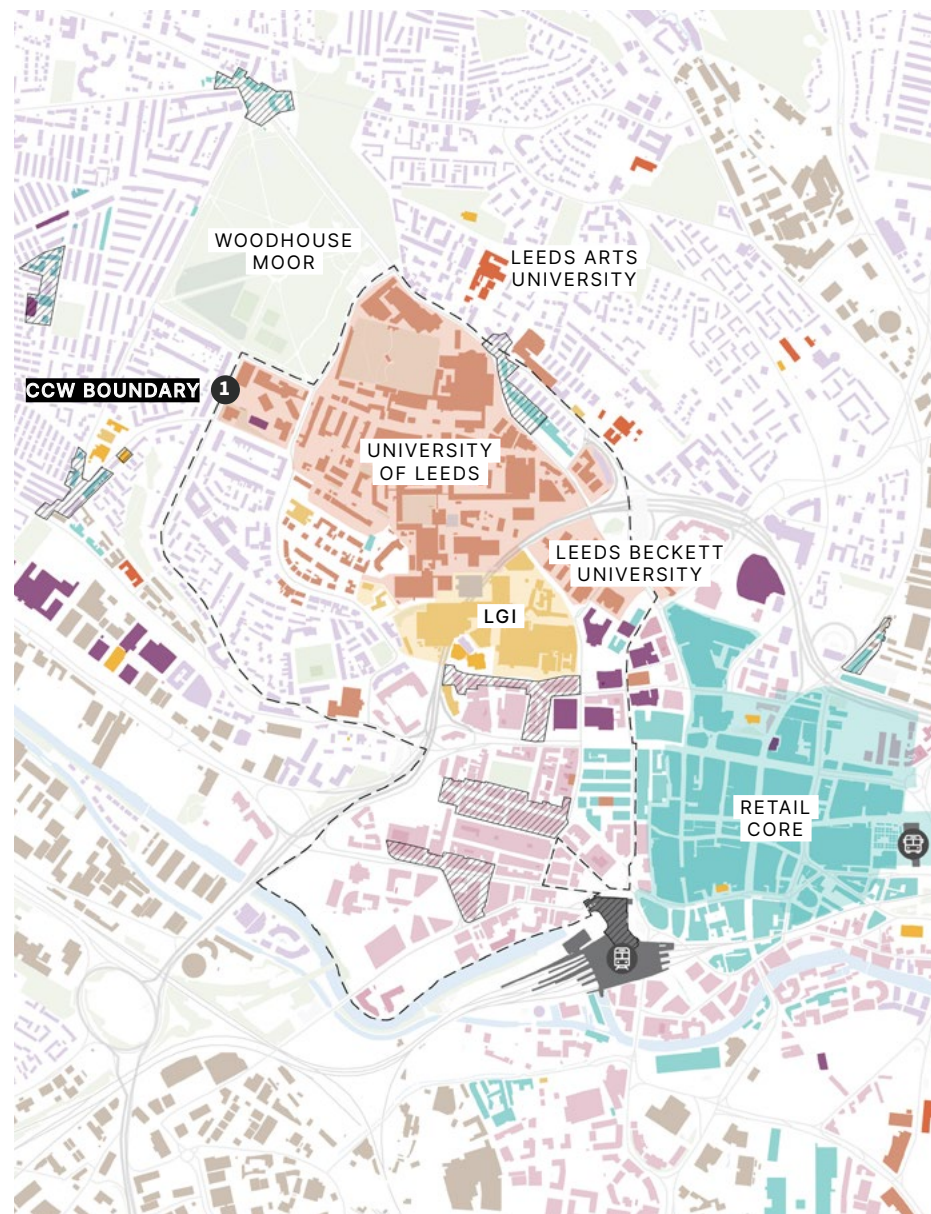 WOODHOUSE
MOOR
LEEDS ARTS
UNIVERSITY
CCW BOUNDARY 1
UNIVERSITY
OF LEEDS
LEEDS BECKETT
UNIVERSITY
LGI
RETAIL
CORE